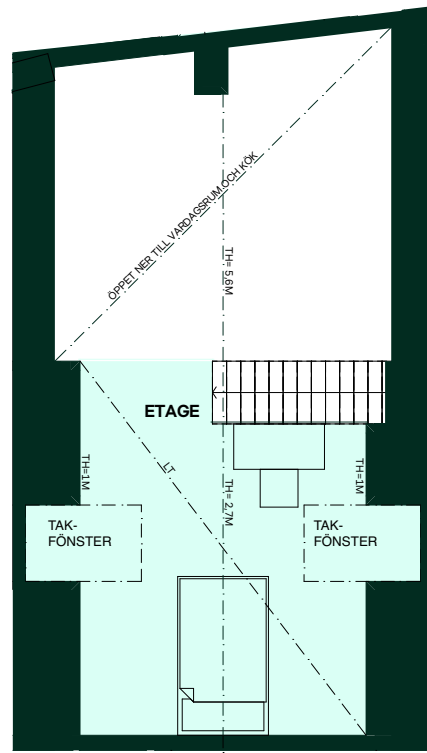 ÖPPET NER TILL VARDAGSRUM OCH KÖK
TH= 5,6M
ETAGE
TH=1M
LT
TH= 2,7M
TH=1M
TAK-
FÖNSTER
TAK-
FÖNSTER